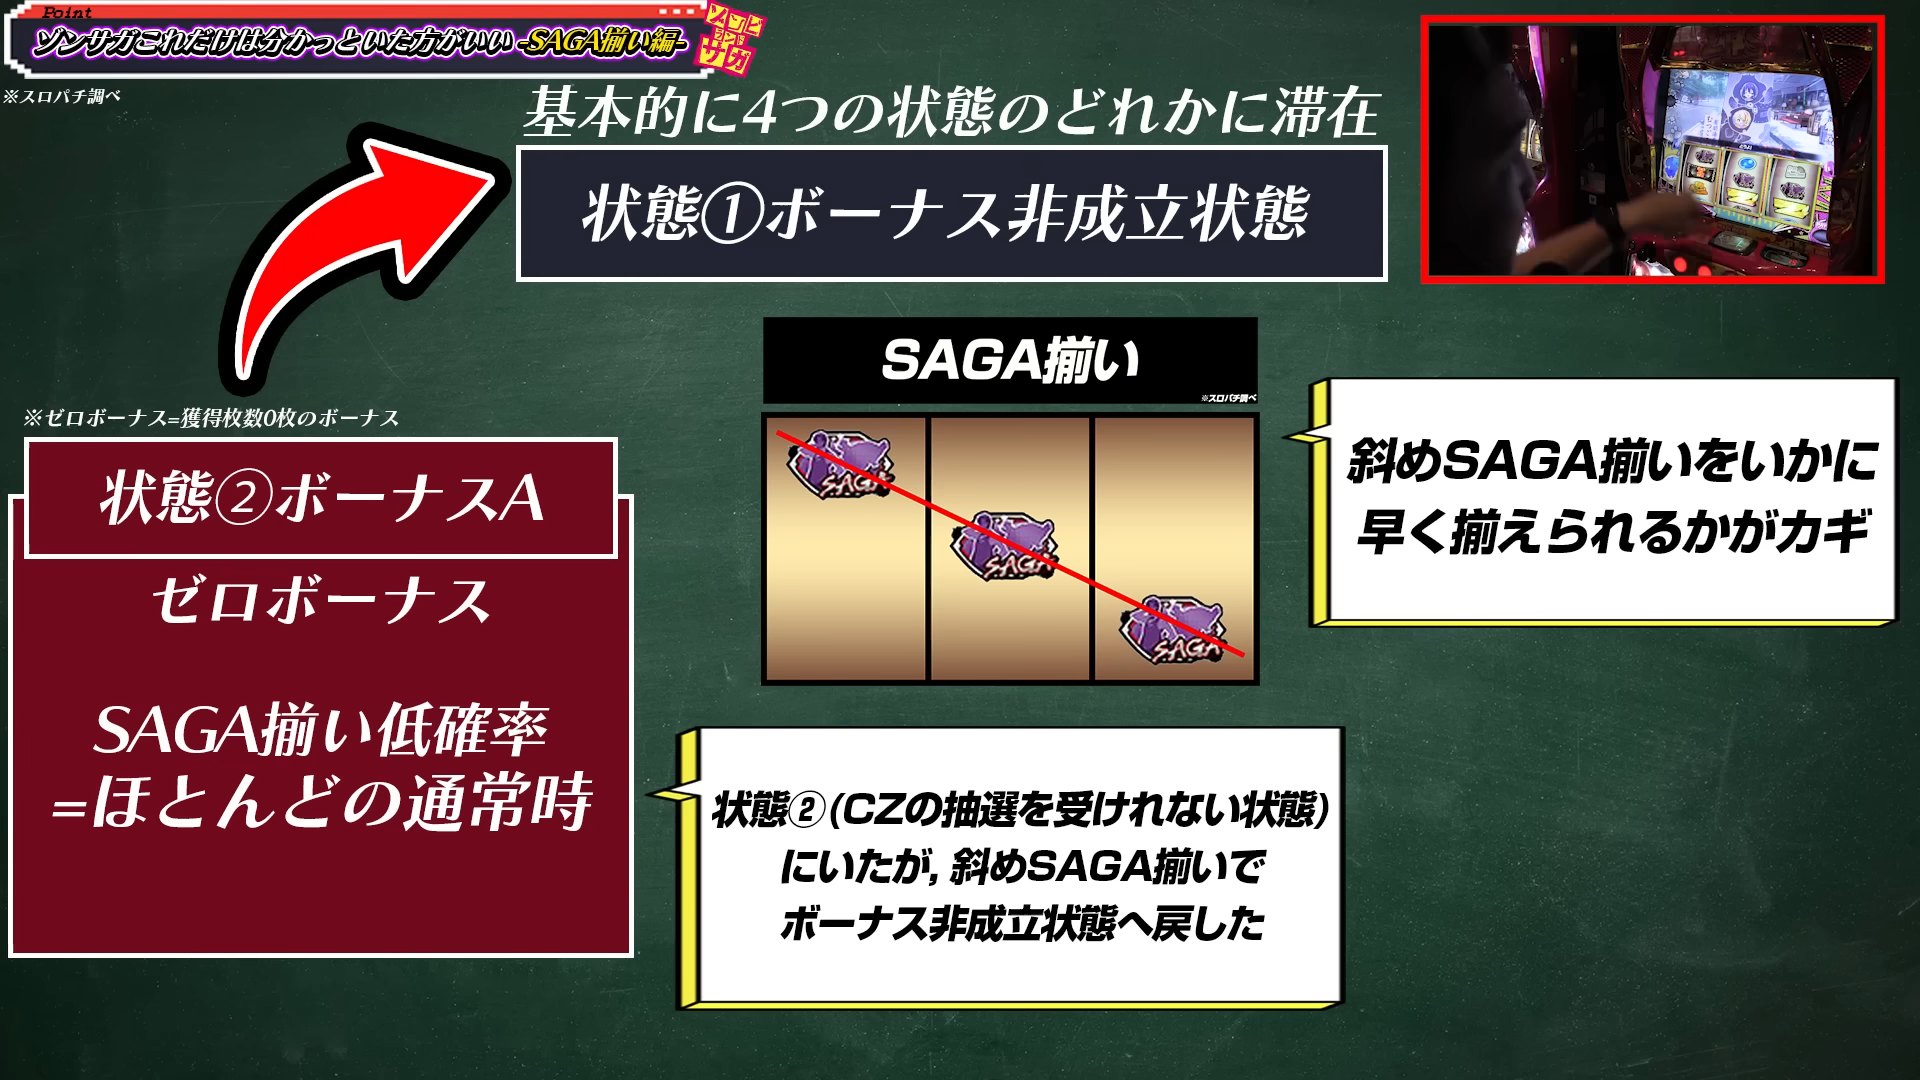 Point
ゾンサガこれだけは分かっといた方がいい -SAGA揃い編-
ゾンビランドサガ
※スロパチ調べ
基本的に4つの状態のどれかに滞在
状態①ボーナス非成立状態
SAGA揃い
※スロパチ調べ
SAGA
SAGA
SAGA
斜めSAGA揃いをいかに
早く揃えられるかがカギ
※ゼロボーナス=獲得枚数0枚のボーナス
状態②ボーナスA
ゼロボーナス
SAGA揃い低確率
=ほとんどの通常時
状態②(CZの抽選を受けれない状態)
にいたが, 斜めSAGA揃いで
ボーナス非成立状態へ戻した